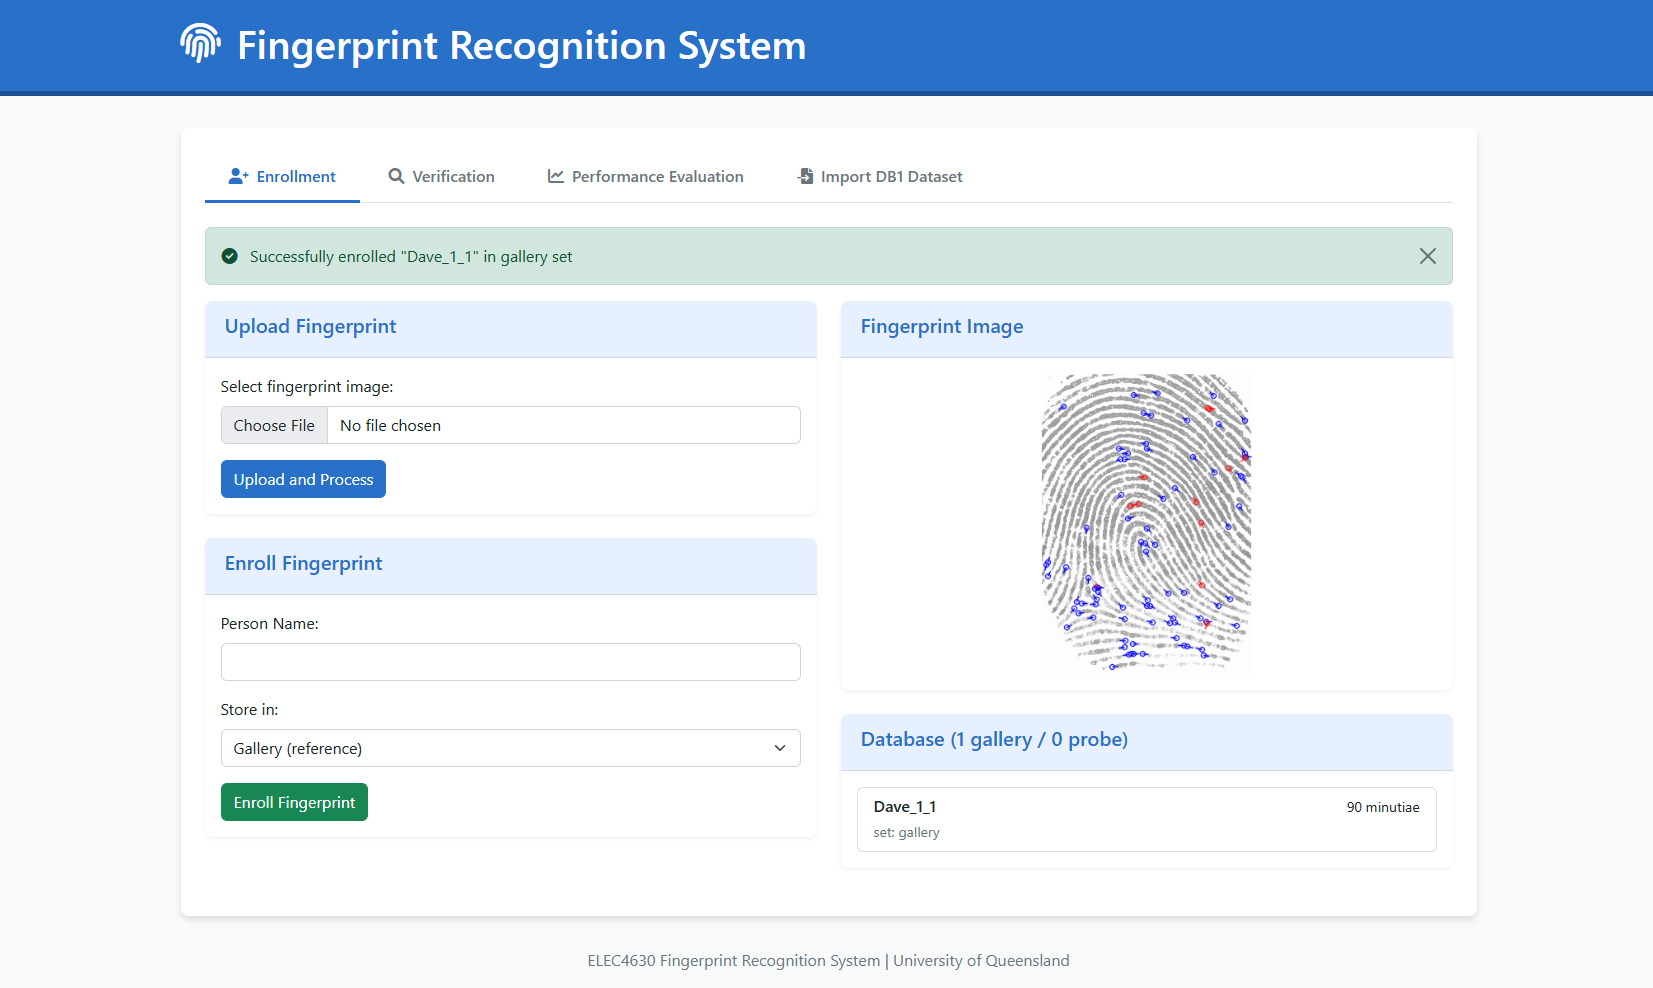 Fingerprint Recognition System
Enrollment
Verification
Performance Evaluation
Import DB1 Dataset
Successfully enrolled "Dave_1_1" in gallery set
Upload Fingerprint
Select fingerprint image:
Choose File No file chosen
Upload and Process
Enroll Fingerprint
Person Name:
Store in:
Gallery (reference)
Enroll Fingerprint
Fingerprint Image
Database (1 gallery / 0 probe)
Dave_1_1 90 minutiae
set: gallery
ELEC4630 Fingerprint Recognition System | University of Queensland